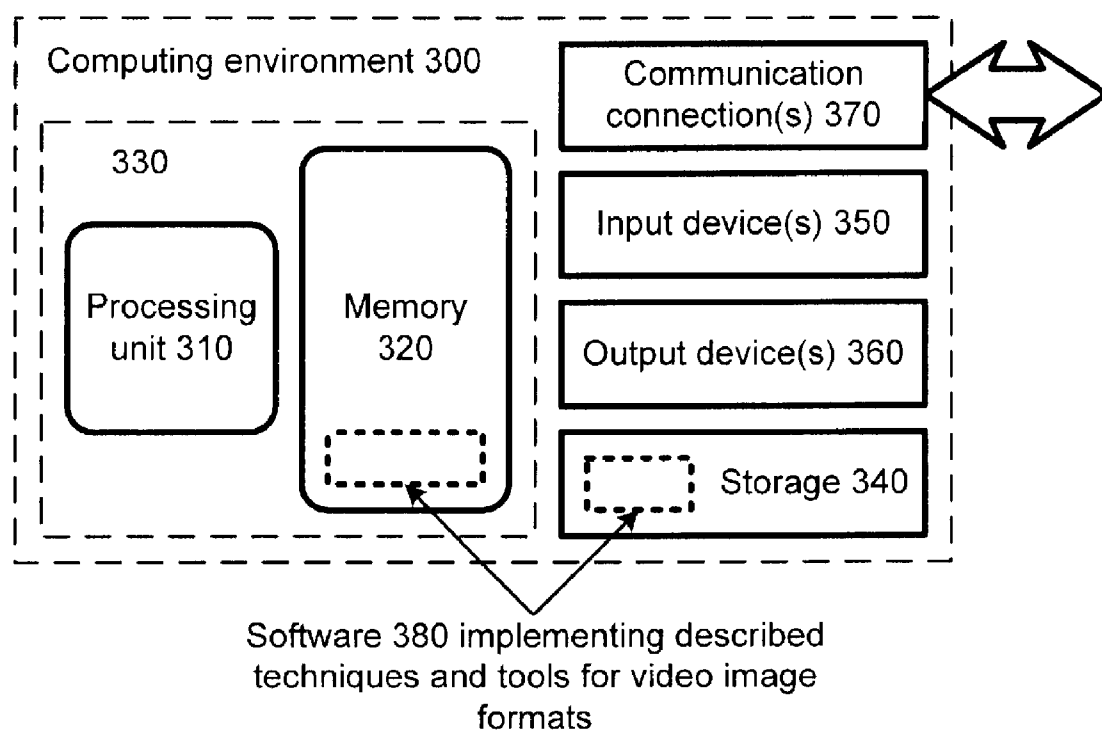 Computing environment 300
Communication
connection(s) 370
330
Input device(s) 350
Processing
unit 310
Memory
320
Output device(s) 360
Storage 340
Software 380 implementing described
techniques and tools for video image
formats